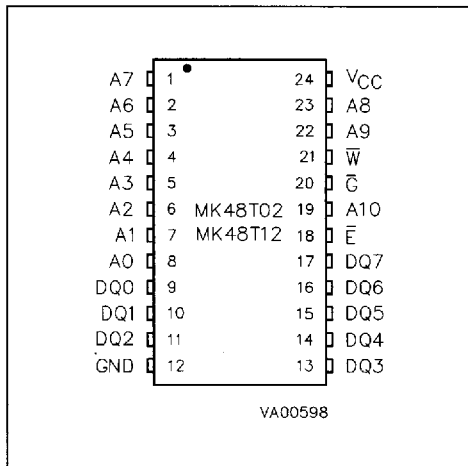 A7 1 24 VCC
A6 2 23 A8
A5 3 22 A9
A4 4 21 W̅
A3 5 20 G̅
A2 6 MK48T02 19 A10
A1 7 MK48T12 18 E̅
A0 8 17 DQ7
DQ0 9 16 DQ6
DQ1 10 15 DQ5
DQ2 11 14 DQ4
GND 12 13 DQ3
VA00598